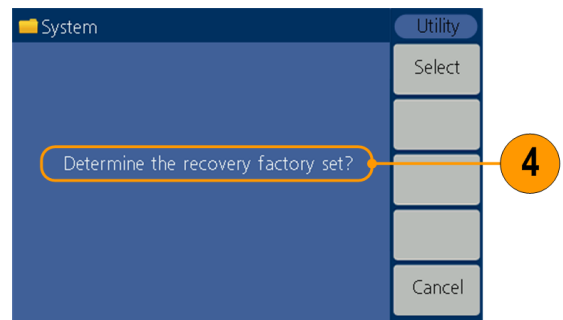 System
Utility
Select
Determine the recovery factory set?
4
Cancel